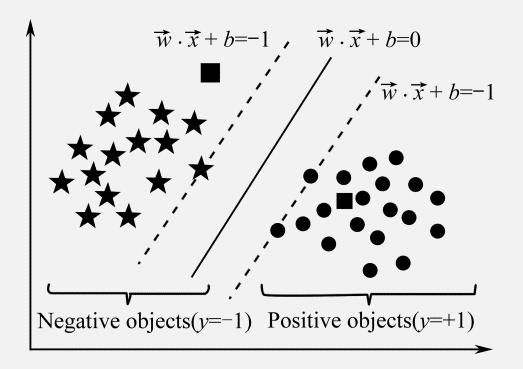 w⃗ · x⃗ + b=−1
w⃗ · x⃗ + b=0
w⃗ · x⃗ + b=−1
Negative objects(y=−1)
Positive objects(y=+1)